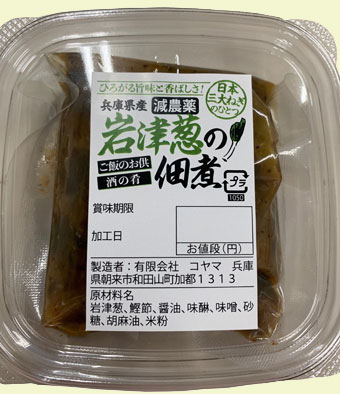 ひろがる旨味と香ばしさ!
日本
三大ねぎ
のひとつ
兵庫県産 減農薬
岩津葱の
ご飯のお供
酒の肴
佃煮
プラ
1050
賞味期限
加工日
お値段(円)
製造者:有限会社 コヤマ 兵庫
県朝来市和田山町加都1313
原材料名
岩津葱、鰹節、醤油、味醂、味噌、砂
糖、胡麻油、米粉